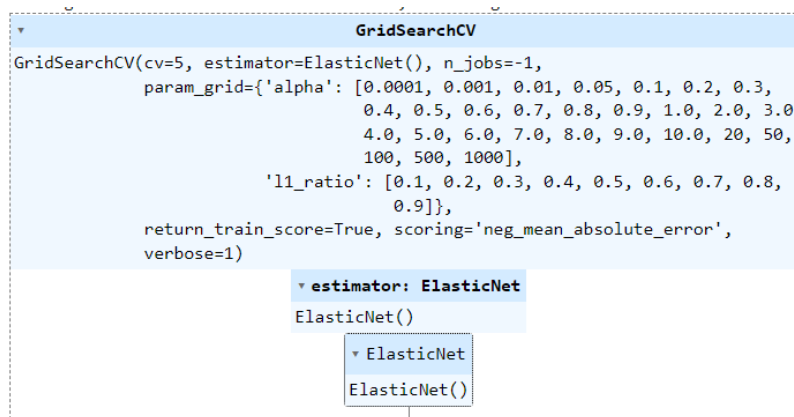 GridSearchCV
GridSearchCV(cv=5, estimator=ElasticNet(), n_jobs=-1,
param_grid={'alpha': [0.0001, 0.001, 0.01, 0.05, 0.1, 0.2, 0.3,
0.4, 0.5, 0.6, 0.7, 0.8, 0.9, 1.0, 2.0, 3.0
4.0, 5.0, 6.0, 7.0, 8.0, 9.0, 10.0, 20, 50,
100, 500, 1000],
'l1_ratio': [0.1, 0.2, 0.3, 0.4, 0.5, 0.6, 0.7, 0.8,
0.9]},
return_train_score=True, scoring='neg_mean_absolute_error',
verbose=1)
estimator: ElasticNet
ElasticNet()
ElasticNet
ElasticNet()